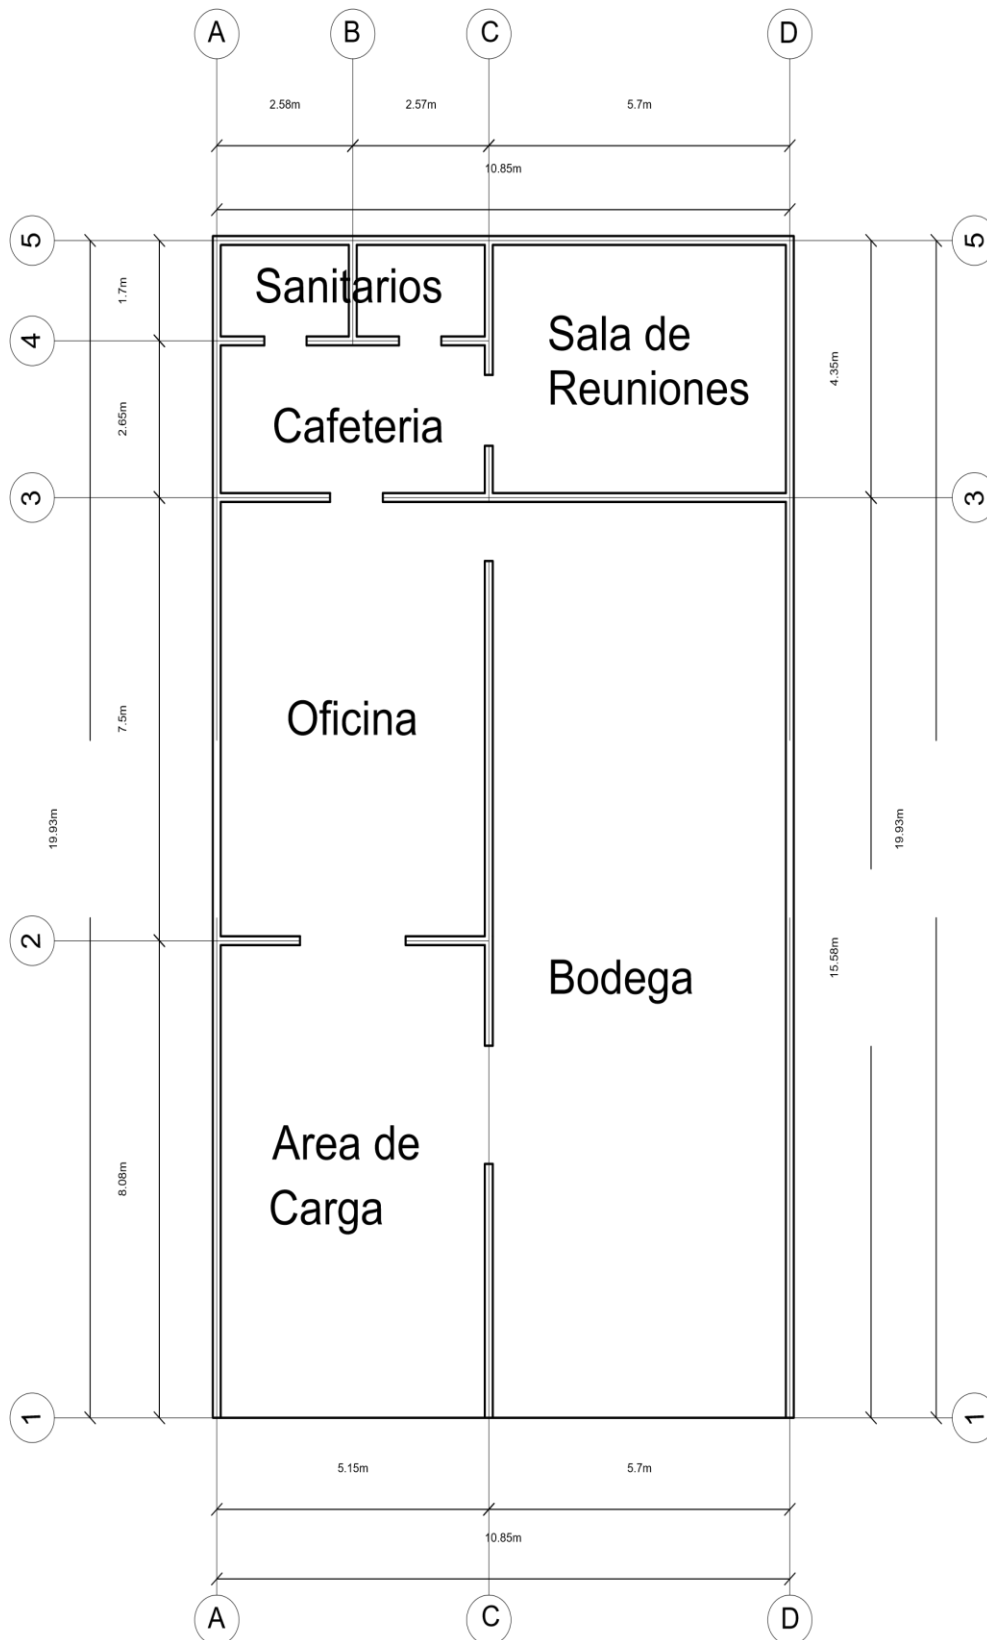 A
B
C
D
2.58m
2.57m
5.7m
10.85m
5
5
1.7m
Sanitarios
4
Sala de
Reuniones
4.35m
2.65m
Cafeteria
3
3
7.5m
Oficina
19.93m
19.93m
2
Bodega
15.58m
8.08m
Area de
Carga
1
1
5.15m
5.7m
10.85m
A
C
D